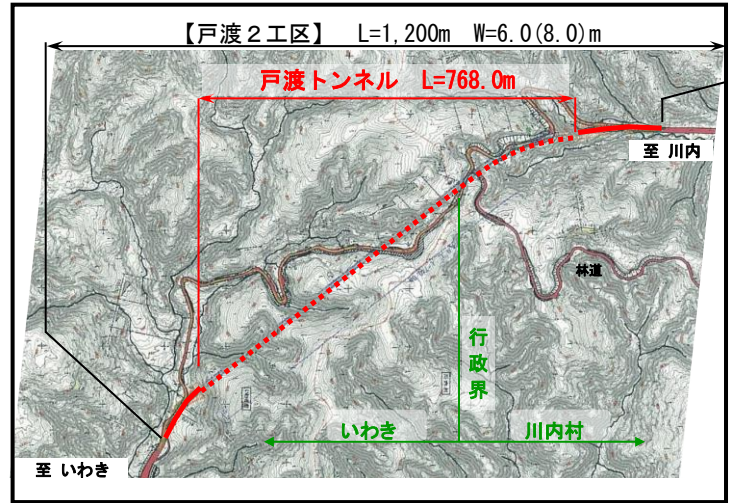 【戸渡２工区】 L=1,200m W=6.0(8.0)m
戸渡トンネル L=768.0m
至 川内
林道
行政界
いわき
川内村
至 いわき